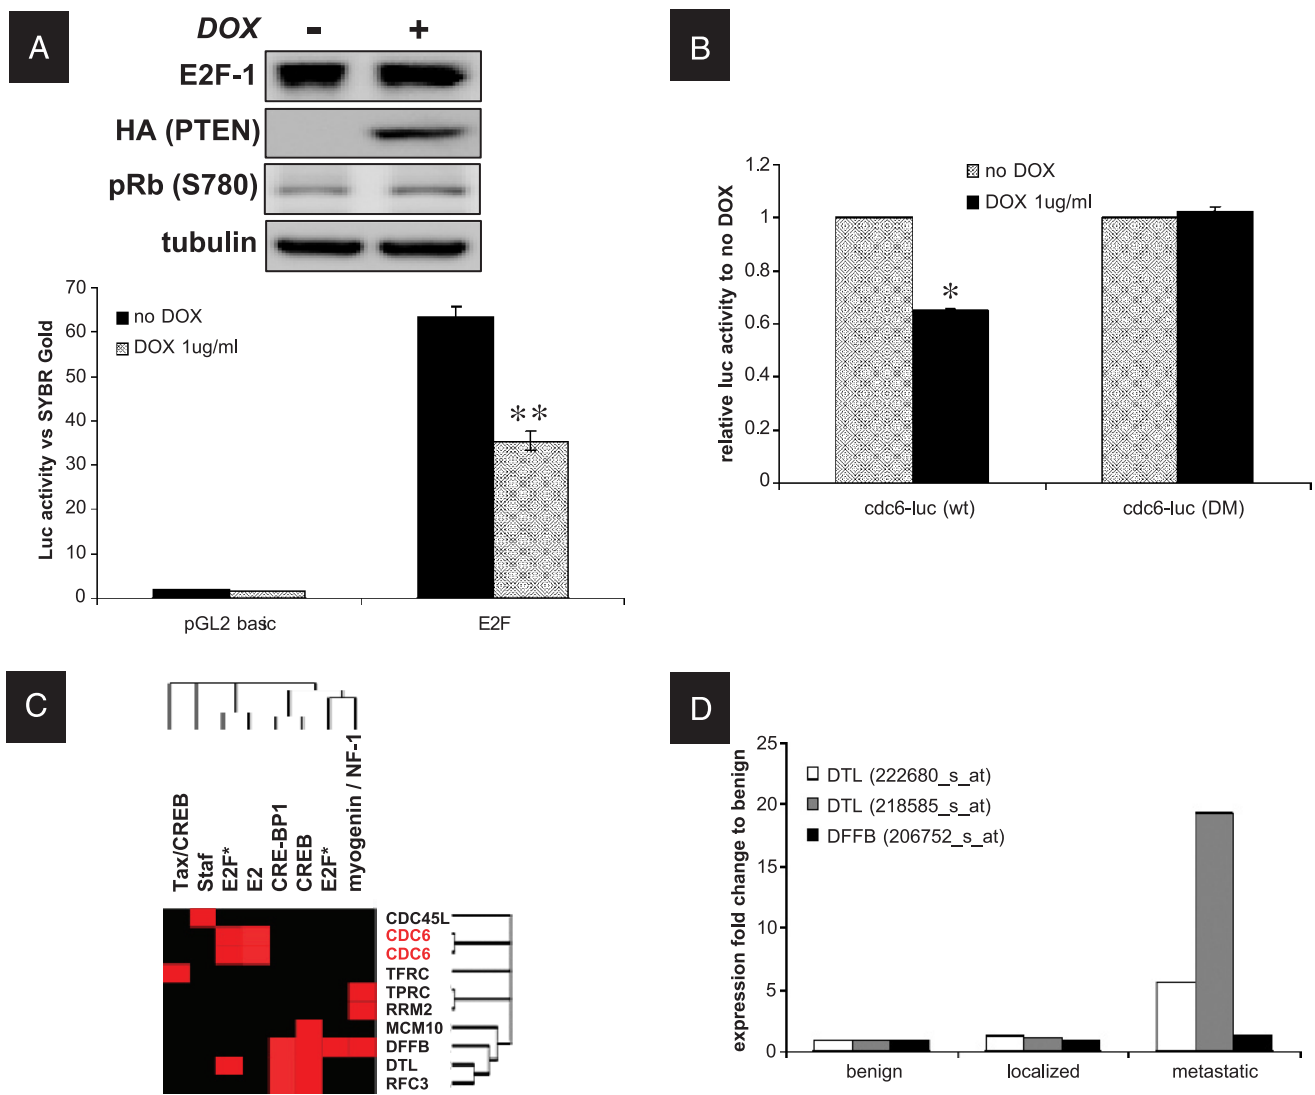 A
DOX - +
E2F-1
HA (PTEN)
pRb (S780)
tubulin
70
60
50
40
30
20
10
0
Luc activity vs SYBR Gold
no DOX
DOX 1ug/ml
**
pGL2 basic
E2F
B
1.2
1
0.8
0.6
0.4
0.2
0
relative luc activity to no DOX
no DOX
DOX 1ug/ml
*
cdc6-luc (wt)
cdc6-luc (DM)
C
Tax/CREB
Staf
E2F*
E2
CRE-BP1
CREB
E2F*
myogenin / NF-1
CDC45L
CDC6
CDC6
TFRC
TPRC
RRM2
MCM10
DFFB
DTL
RFC3
D
25
20
15
10
5
0
expression fold change to benign
DTL (222680_s_at)
DTL (218585_s_at)
DFFB (206752_s_at)
benign
localized
metastatic